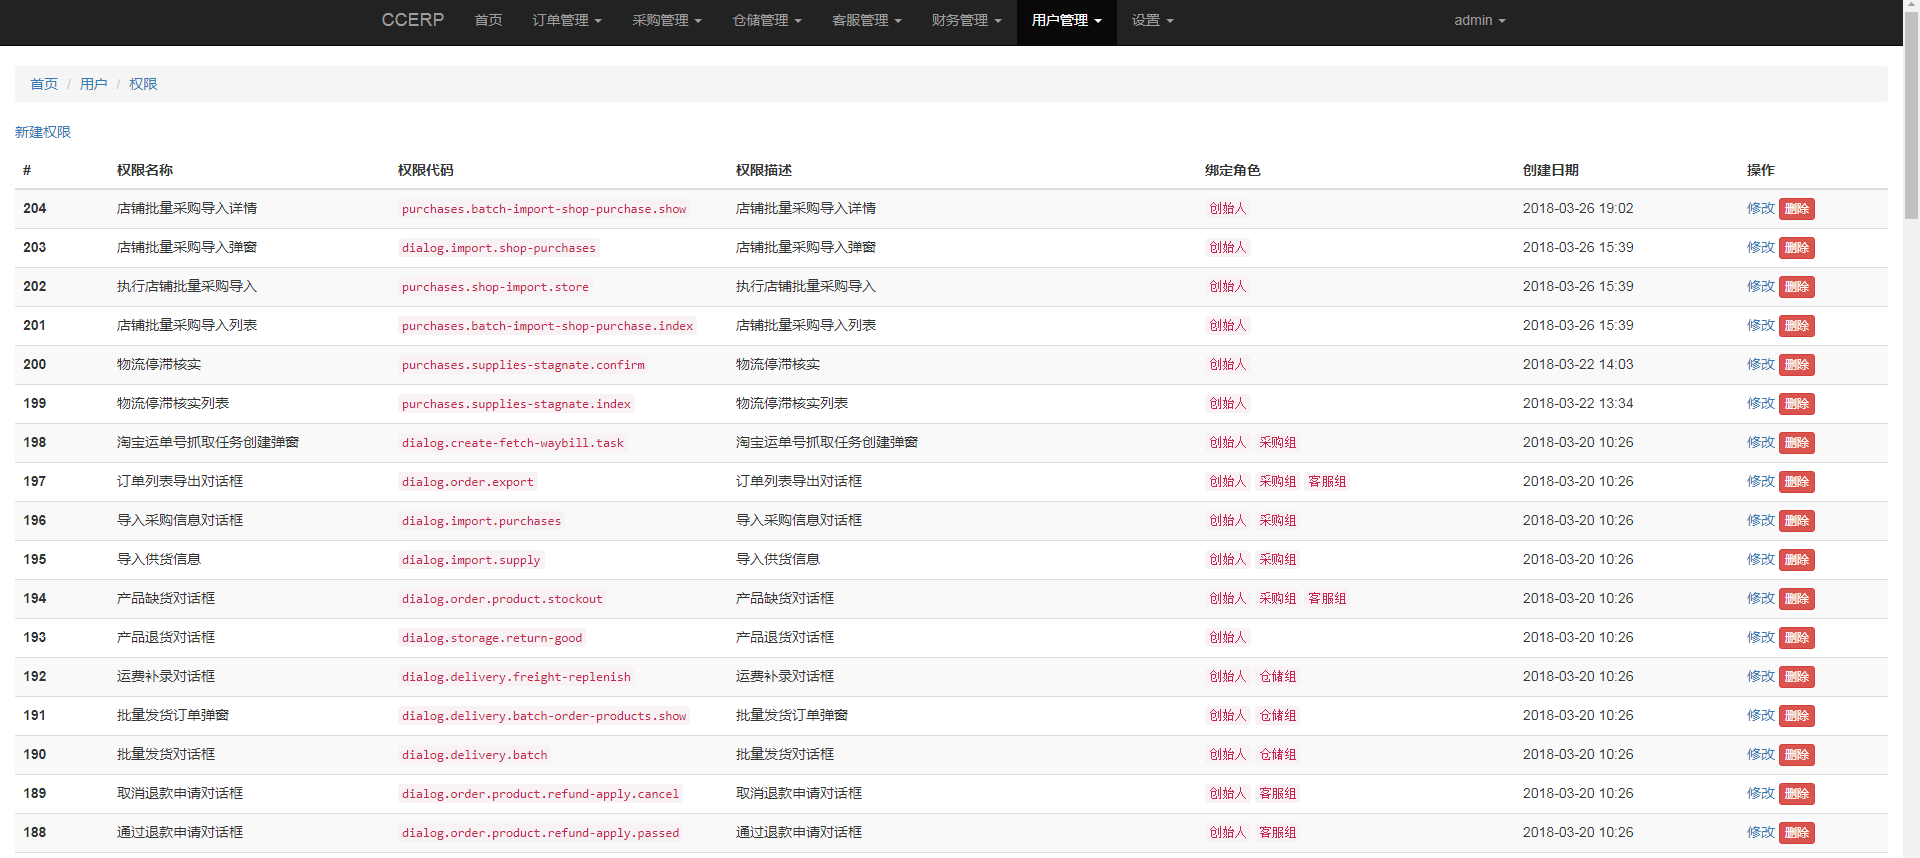 CCERP 首页 订单管理 采购管理 仓储管理 客服管理 财务管理 用户管理 设置 admin
首页 / 用户 / 权限
新建权限
# 权限名称 权限代码 权限描述 绑定角色 创建日期 操作
204 店铺批量采购导入详情 purchases.batch-import-shop-purchase.show 店铺批量采购导入详情 创始人 2018-03-26 19:02 修改 删除
203 店铺批量采购导入弹窗 dialog.import.shop-purchases 店铺批量采购导入弹窗 创始人 2018-03-26 15:39 修改 删除
202 执行店铺批量采购导入 purchases.shop-import.store 执行店铺批量采购导入 创始人 2018-03-26 15:39 修改 删除
201 店铺批量采购导入列表 purchases.batch-import-shop-purchase.index 店铺批量采购导入列表 创始人 2018-03-26 15:39 修改 删除
200 物流停滞核实 purchases.supplies-stagnate.confirm 物流停滞核实 创始人 2018-03-22 14:03 修改 删除
199 物流停滞核实列表 purchases.supplies-stagnate.index 物流停滞核实列表 创始人 2018-03-22 13:34 修改 删除
198 淘宝运单号抓取任务创建弹窗 dialog.create-fetch-waybill.task 淘宝运单号抓取任务创建弹窗 创始人 采购组 2018-03-20 10:26 修改 删除
197 订单列表导出对话框 dialog.order.export 订单列表导出对话框 创始人 采购组 客服组 2018-03-20 10:26 修改 删除
196 导入采购信息对话框 dialog.import.purchases 导入采购信息对话框 创始人 采购组 2018-03-20 10:26 修改 删除
195 导入供货信息 dialog.import.supply 导入供货信息 创始人 采购组 2018-03-20 10:26 修改 删除
194 产品缺货对话框 dialog.order.product.stockout 产品缺货对话框 创始人 采购组 客服组 2018-03-20 10:26 修改 删除
193 产品退货对话框 dialog.storage.return-good 产品退货对话框 创始人 2018-03-20 10:26 修改 删除
192 运费补录对话框 dialog.delivery.freight-replenish 运费补录对话框 创始人 仓储组 2018-03-20 10:26 修改 删除
191 批量发货订单弹窗 dialog.delivery.batch-order-products.show 批量发货订单弹窗 创始人 仓储组 2018-03-20 10:26 修改 删除
190 批量发货对话框 dialog.delivery.batch 批量发货对话框 创始人 仓储组 2018-03-20 10:26 修改 删除
189 取消退款申请对话框 dialog.order.product.refund-apply.cancel 取消退款申请对话框 创始人 客服组 2018-03-20 10:26 修改 删除
188 通过退款申请对话框 dialog.order.product.refund-apply.passed 通过退款申请对话框 创始人 客服组 2018-03-20 10:26 修改 删除